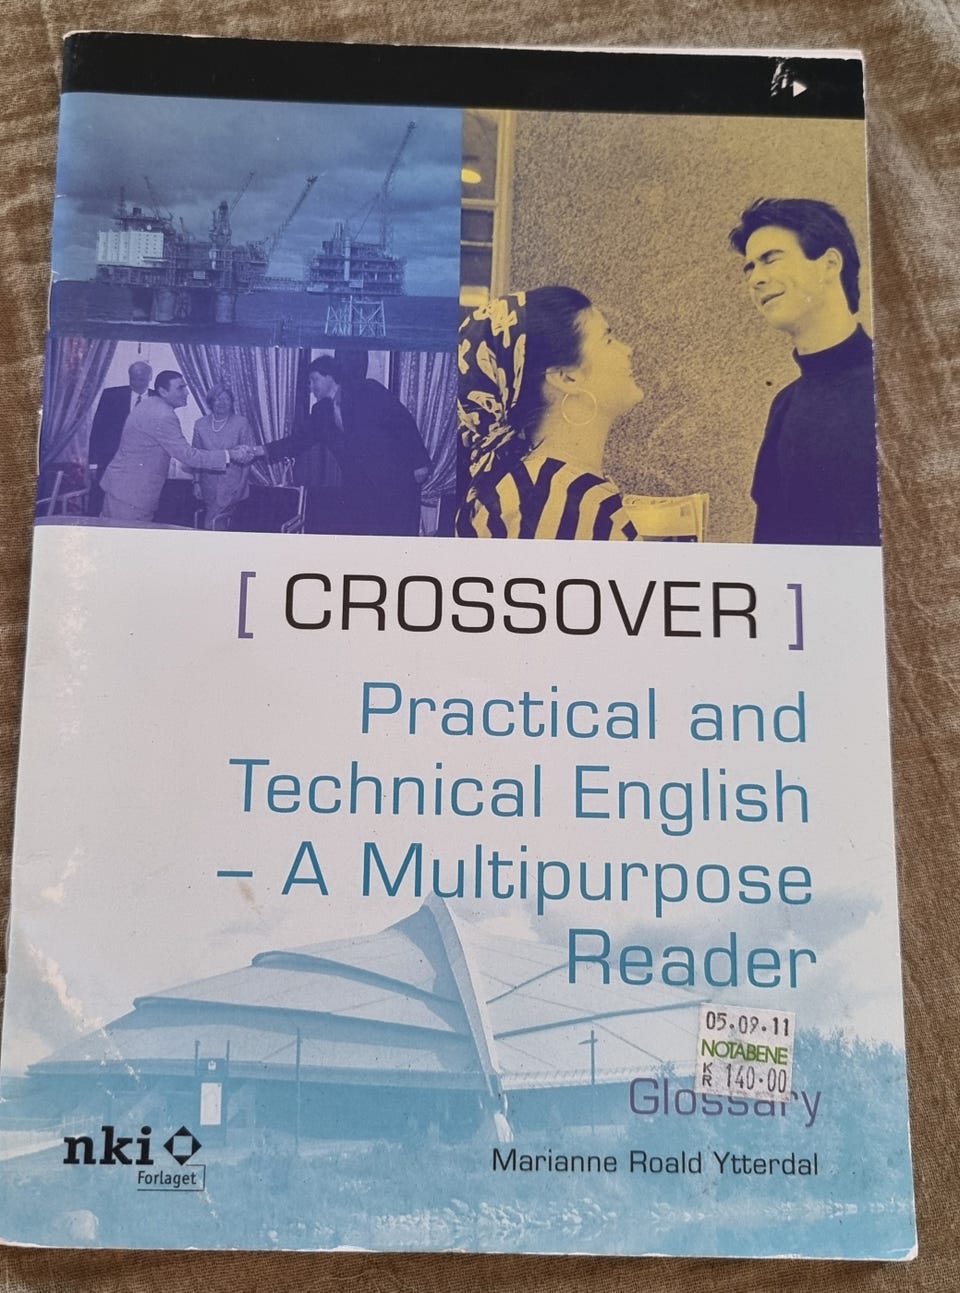 [ CROSSOVER ]
Practical and
Technical English
– A Multipurpose
Reader
05.09.11
NOTABENE
KR 140.00
Glossary
Marianne Roald Ytterdal
nki
Forlaget